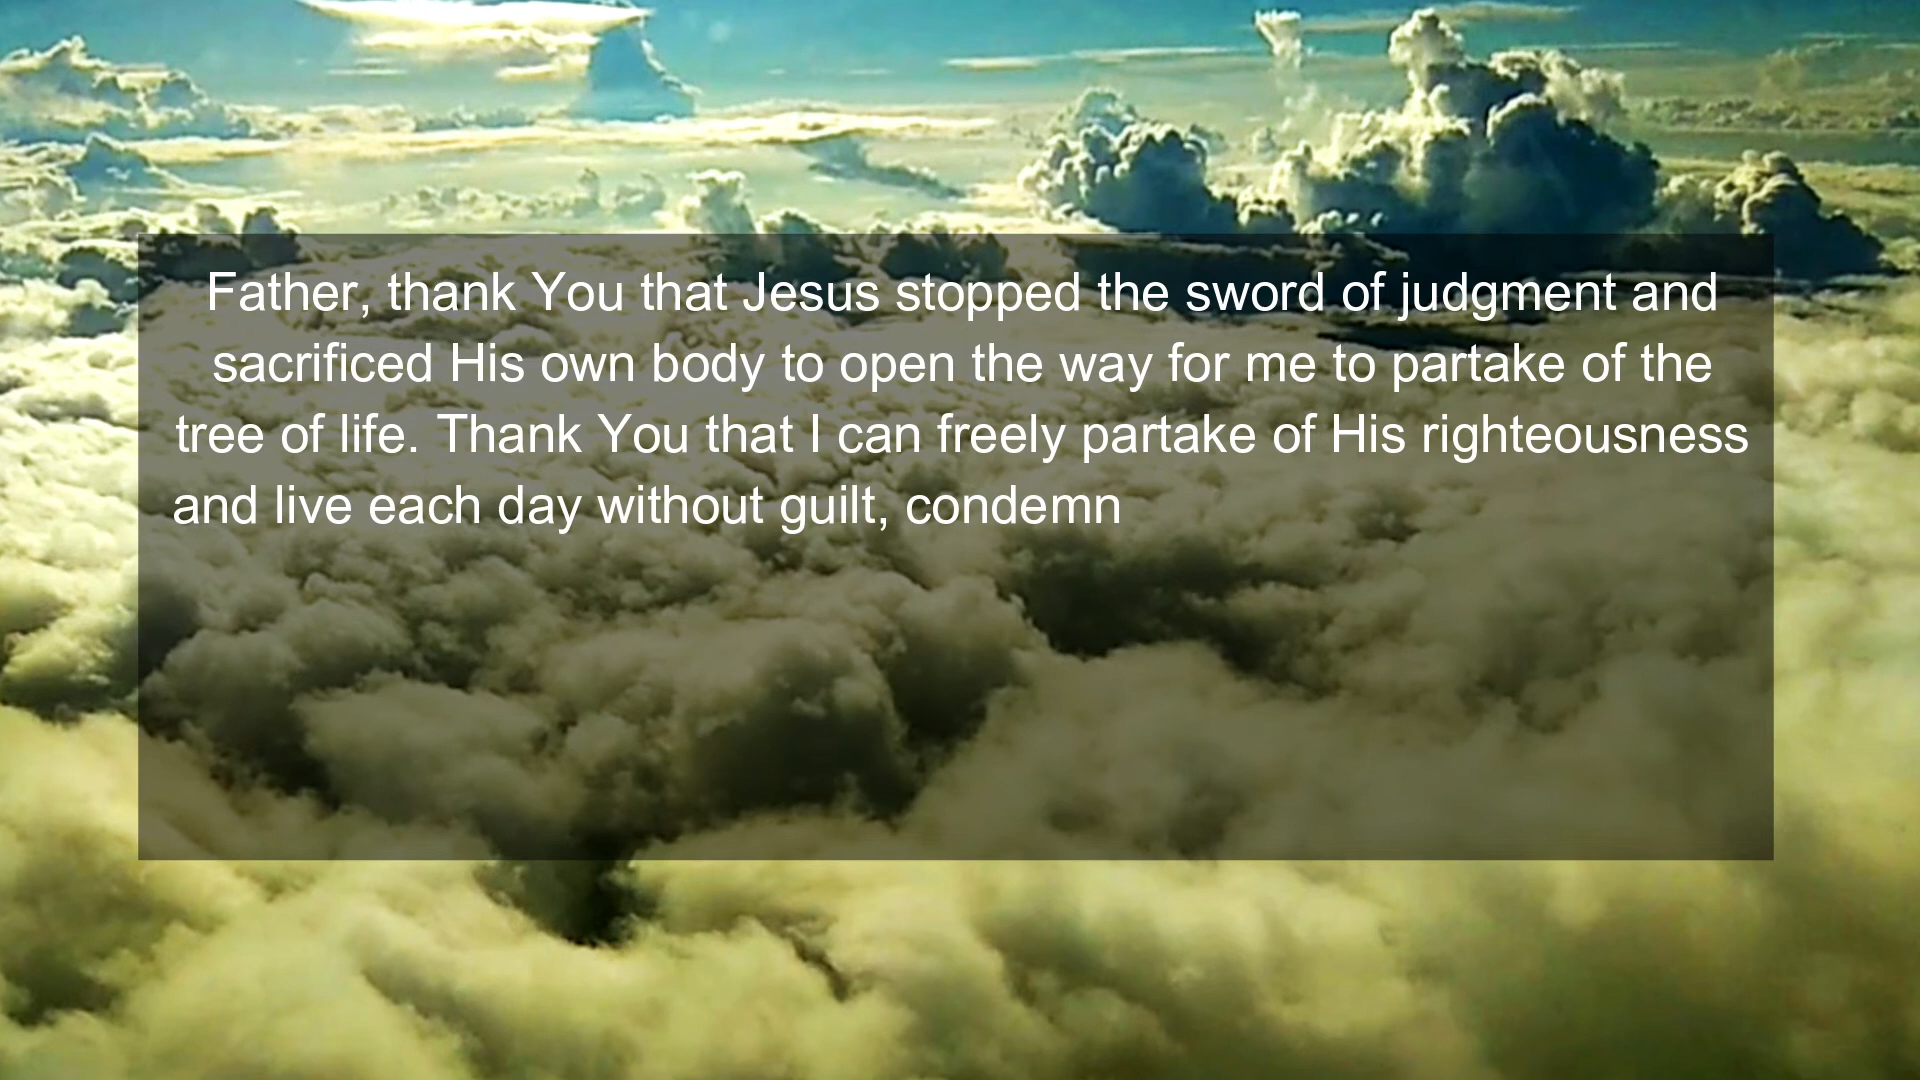 Father, thank You that Jesus stopped the sword of judgment and
sacrificed His own body to open the way for me to partake of the
tree of life. Thank You that I can freely partake of His righteousness
and live each day without guilt, condemn